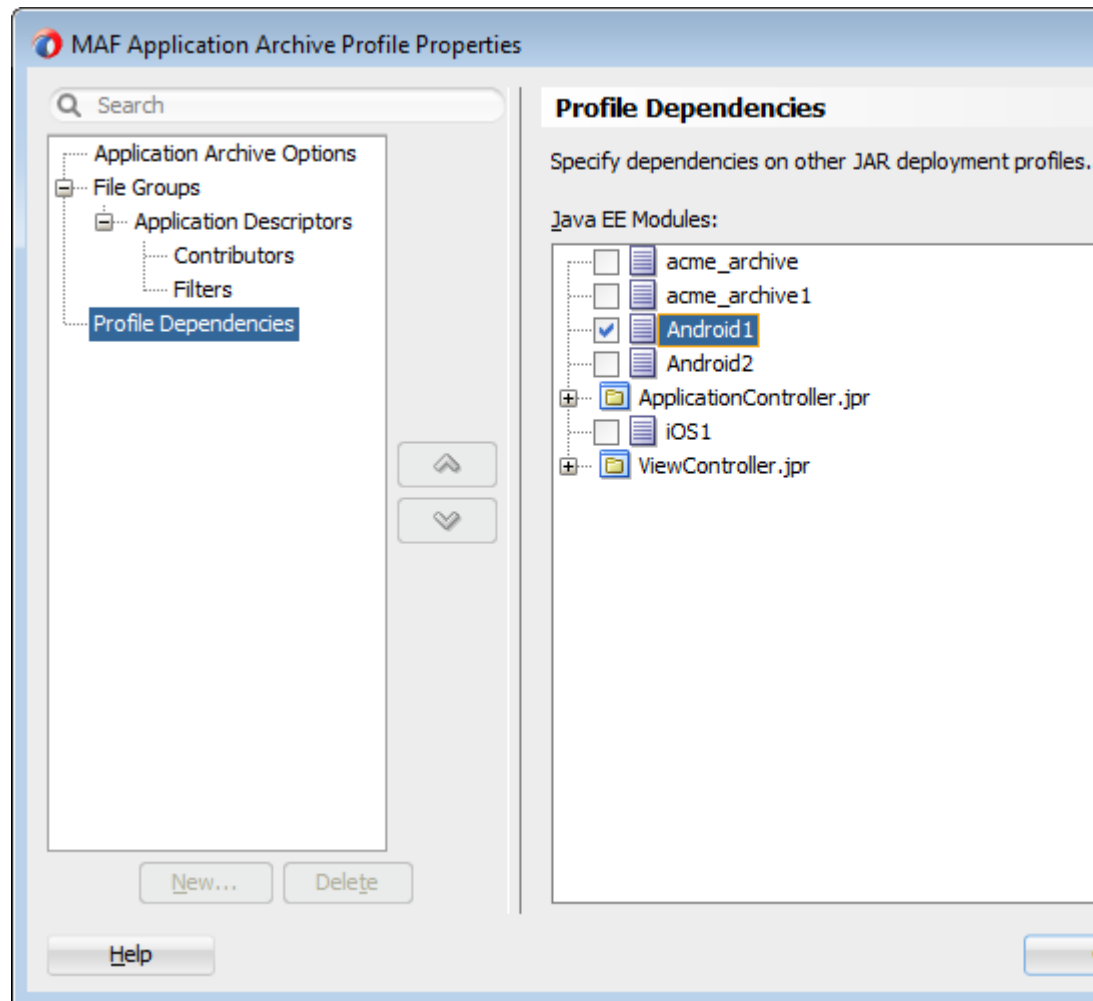 MAF Application Archive Profile Properties
Search
Application Archive Options
File Groups
Application Descriptors
Contributors
Filters
Profile Dependencies
New...
Delete
Help
Profile Dependencies
Specify dependencies on other JAR deployment profiles.
Java EE Modules:
acme_archive
acme_archive1
Android1
Android2
ApplicationController.jpr
iOS1
ViewController.jpr